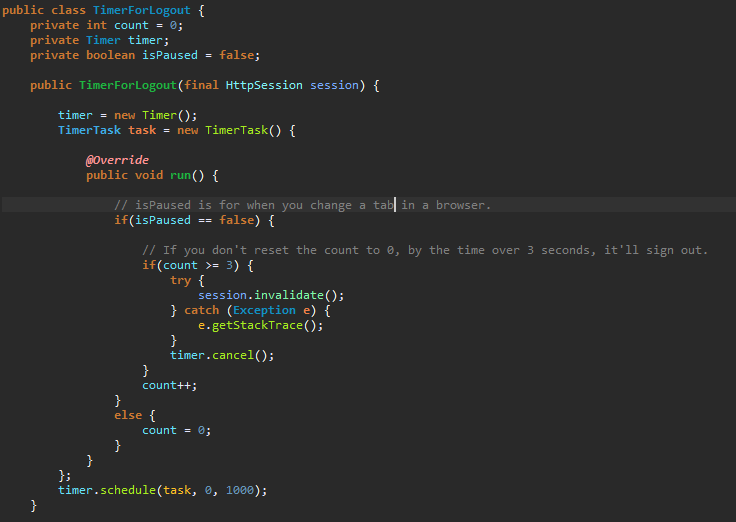 public class TimerForLogout {
    private int count = 0;
    private Timer timer;
    private boolean isPaused = false;

    public TimerForLogout(final HttpSession session) {

        timer = new Timer();
        TimerTask task = new TimerTask() {

            @Override
            public void run() {

                // isPaused is for when you change a tab in a browser.
                if(isPaused == false) {

                    // If you don't reset the count to 0, by the time over 3 seconds, it'll sign out.
                    if(count >= 3) {
                        try {
                            session.invalidate();
                        } catch (Exception e) {
                            e.getStackTrace();
                        }
                        timer.cancel();
                    }
                    count++;
                }
                else {
                    count = 0;
                }
            }
        };
        timer.schedule(task, 0, 1000);
    }